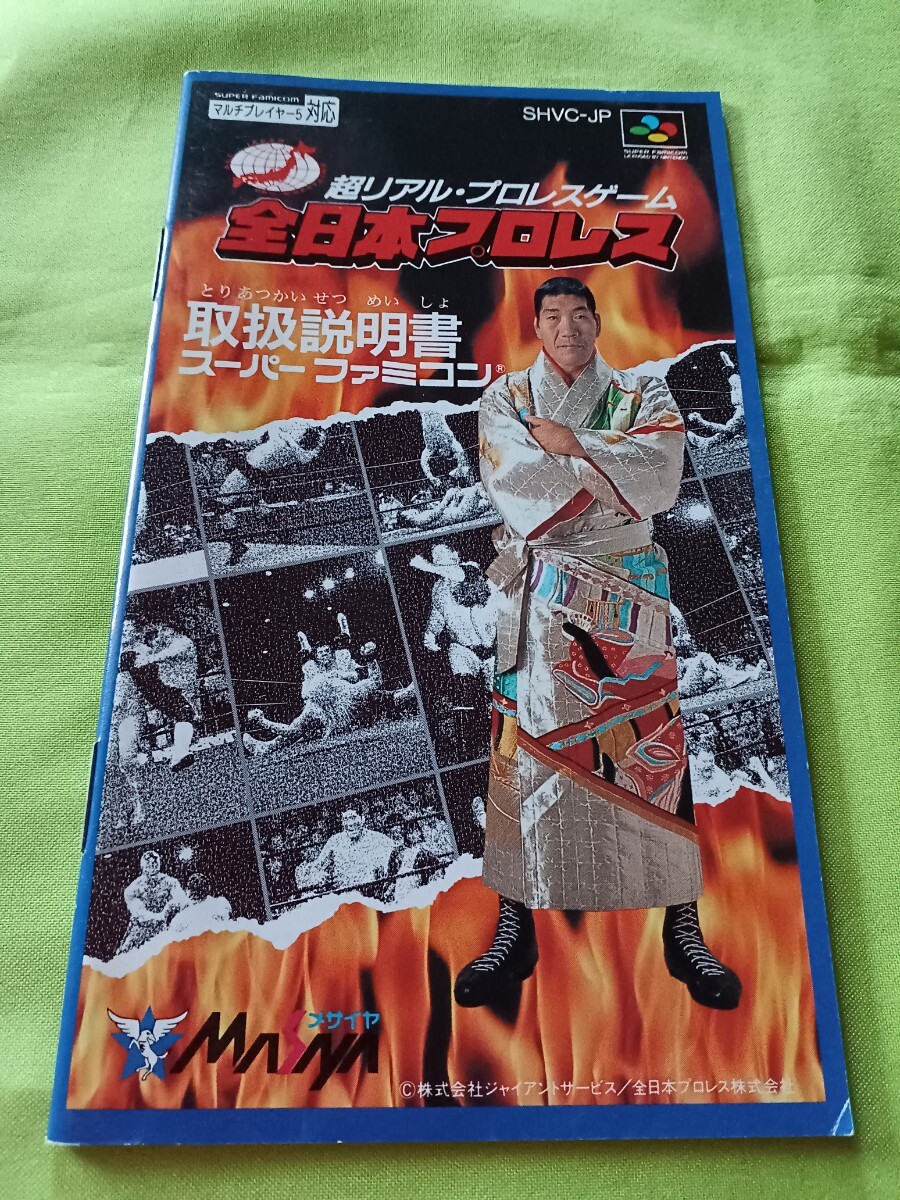 SUPER FAMICOM
マルチプレイヤー5 対応
SHVC-JP
SUPER FAMICOM
LICENSED BY NINTENDO
超リアル・プロレスゲーム
全日本プロレス
とりあつかいせつめいしょ
取扱説明書
スーパーファミコン®
メサイヤ
MASIYA
©株式会社ジャイアントサービス/全日本プロレス株式会社